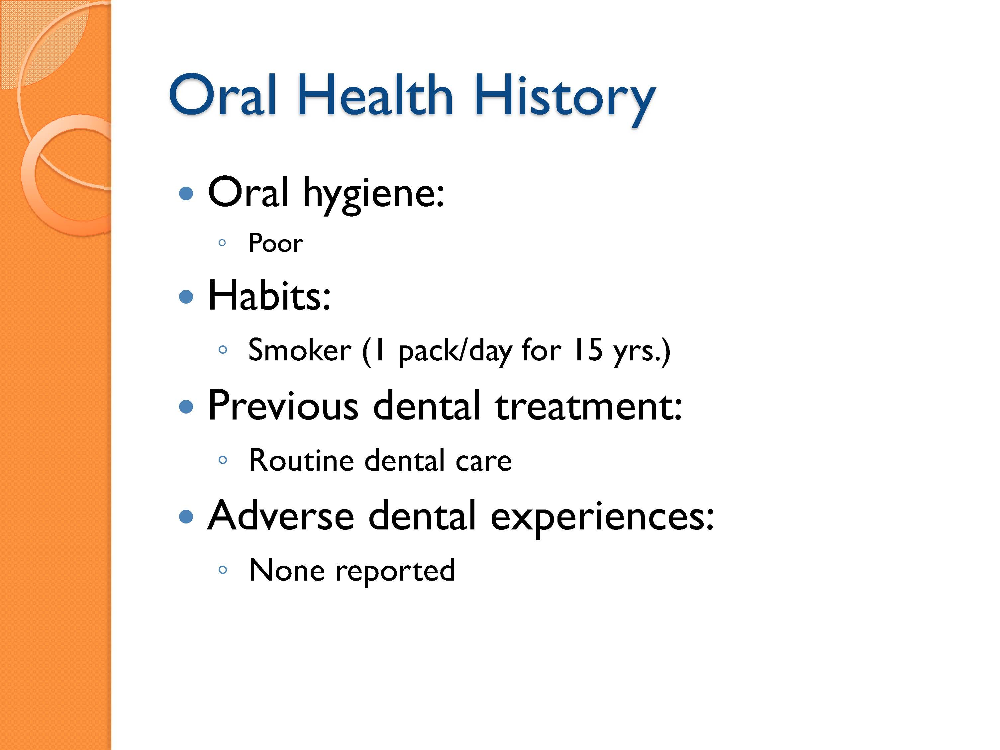 Oral Health History
• Oral hygiene:
◦ Poor
• Habits:
◦ Smoker (1 pack/day for 15 yrs.)
• Previous dental treatment:
◦ Routine dental care
• Adverse dental experiences:
◦ None reported